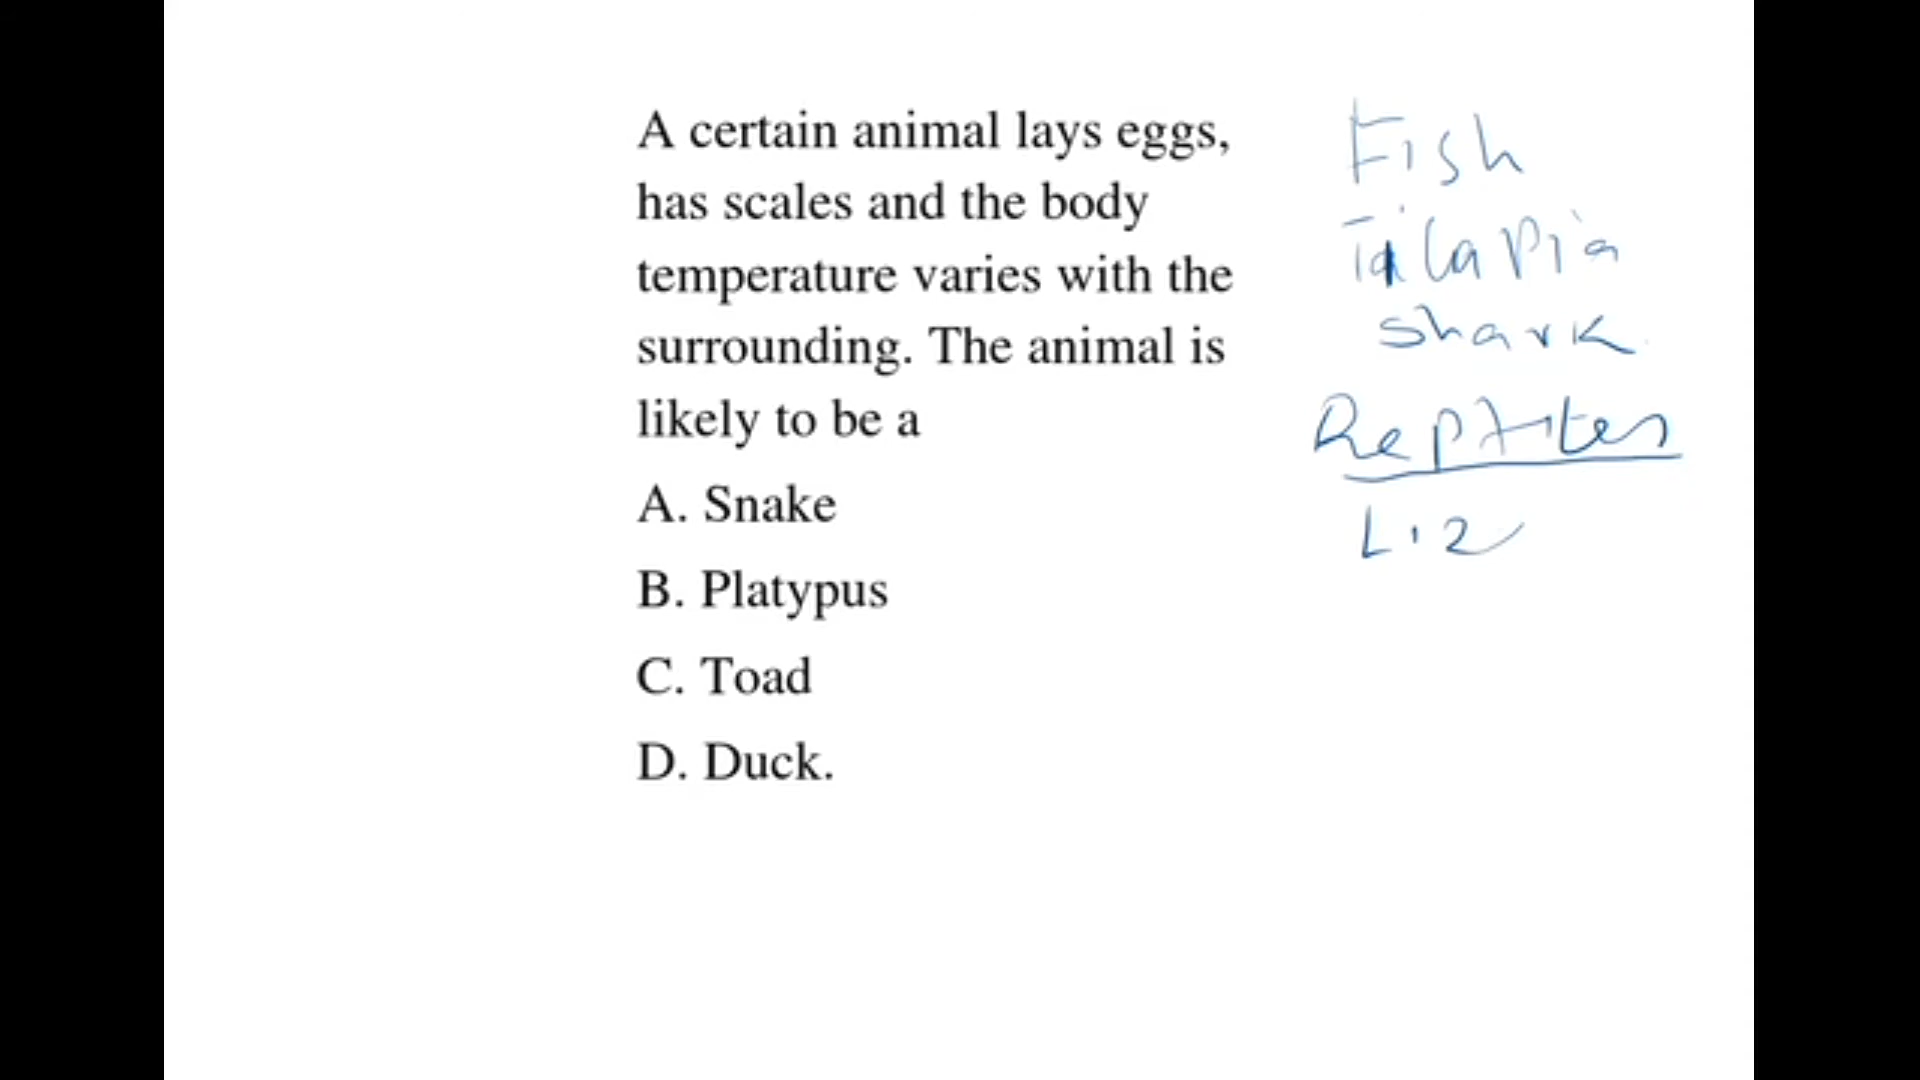 A certain animal lays eggs,
has scales and the body
temperature varies with the
surrounding. The animal is
likely to be a
A. Snake
B. Platypus
C. Toad
D. Duck.
Fish
Tilapia
Shark
Reptiles
Liz